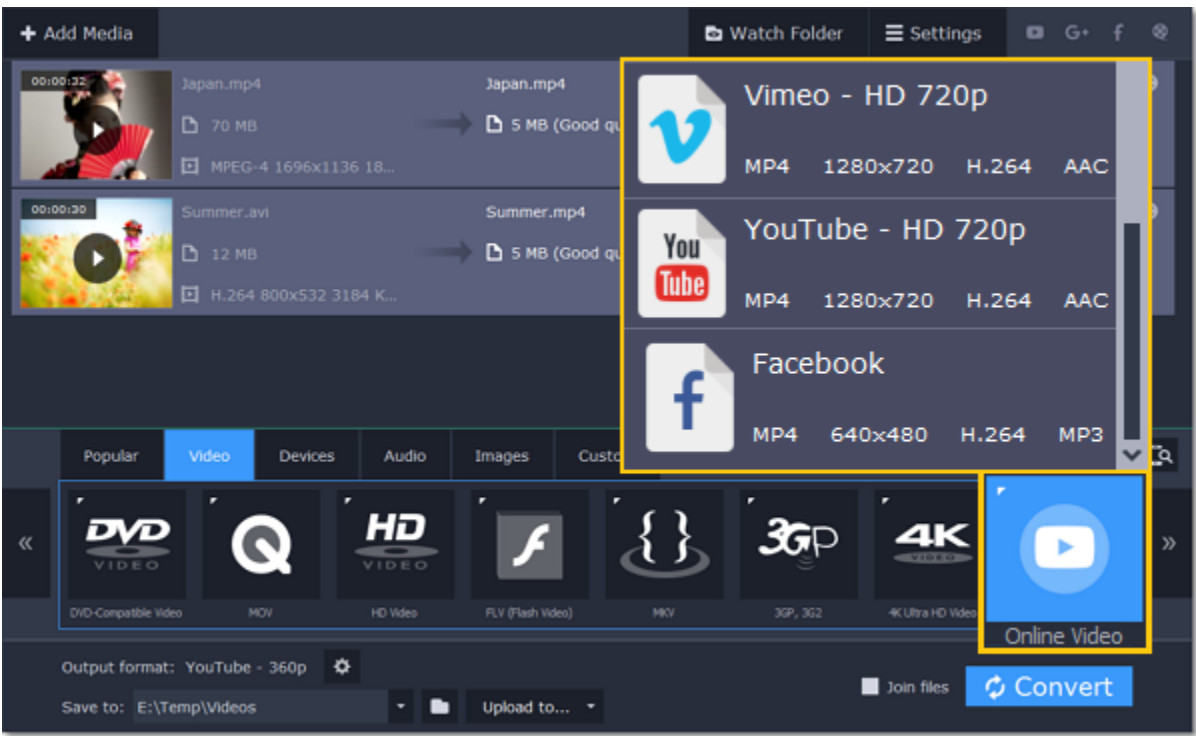 Add Media
Watch Folder
Settings
G+
f
00:00:32
Japan.mp4
70 MB
MPEG-4 1696x1136 18...
Japan.mp4
5 MB (Good qu
00:00:30
Summer.avi
12 MB
H.264 800x532 3184 K...
Summer.mp4
5 MB (Good qu
Vimeo - HD 720p
MP4 1280x720 H.264 AAC
You
Tube
YouTube - HD 720p
MP4 1280x720 H.264 AAC
f
Facebook
MP4 640x480 H.264 MP3
Popular Video Devices Audio Images Custo
DVD
VIDEO
DVD-Compatible Video
MOV
HD
VIDEO
HD Video
f
FLV (Flash Video)
{ }
MKV
3GP
3GP, 3G2
4K
VIDEO
4K Ultra HD Video
Online Video
Output format: YouTube - 360p
Save to: E:\Temp\Videos
Upload to...
Join files
Convert